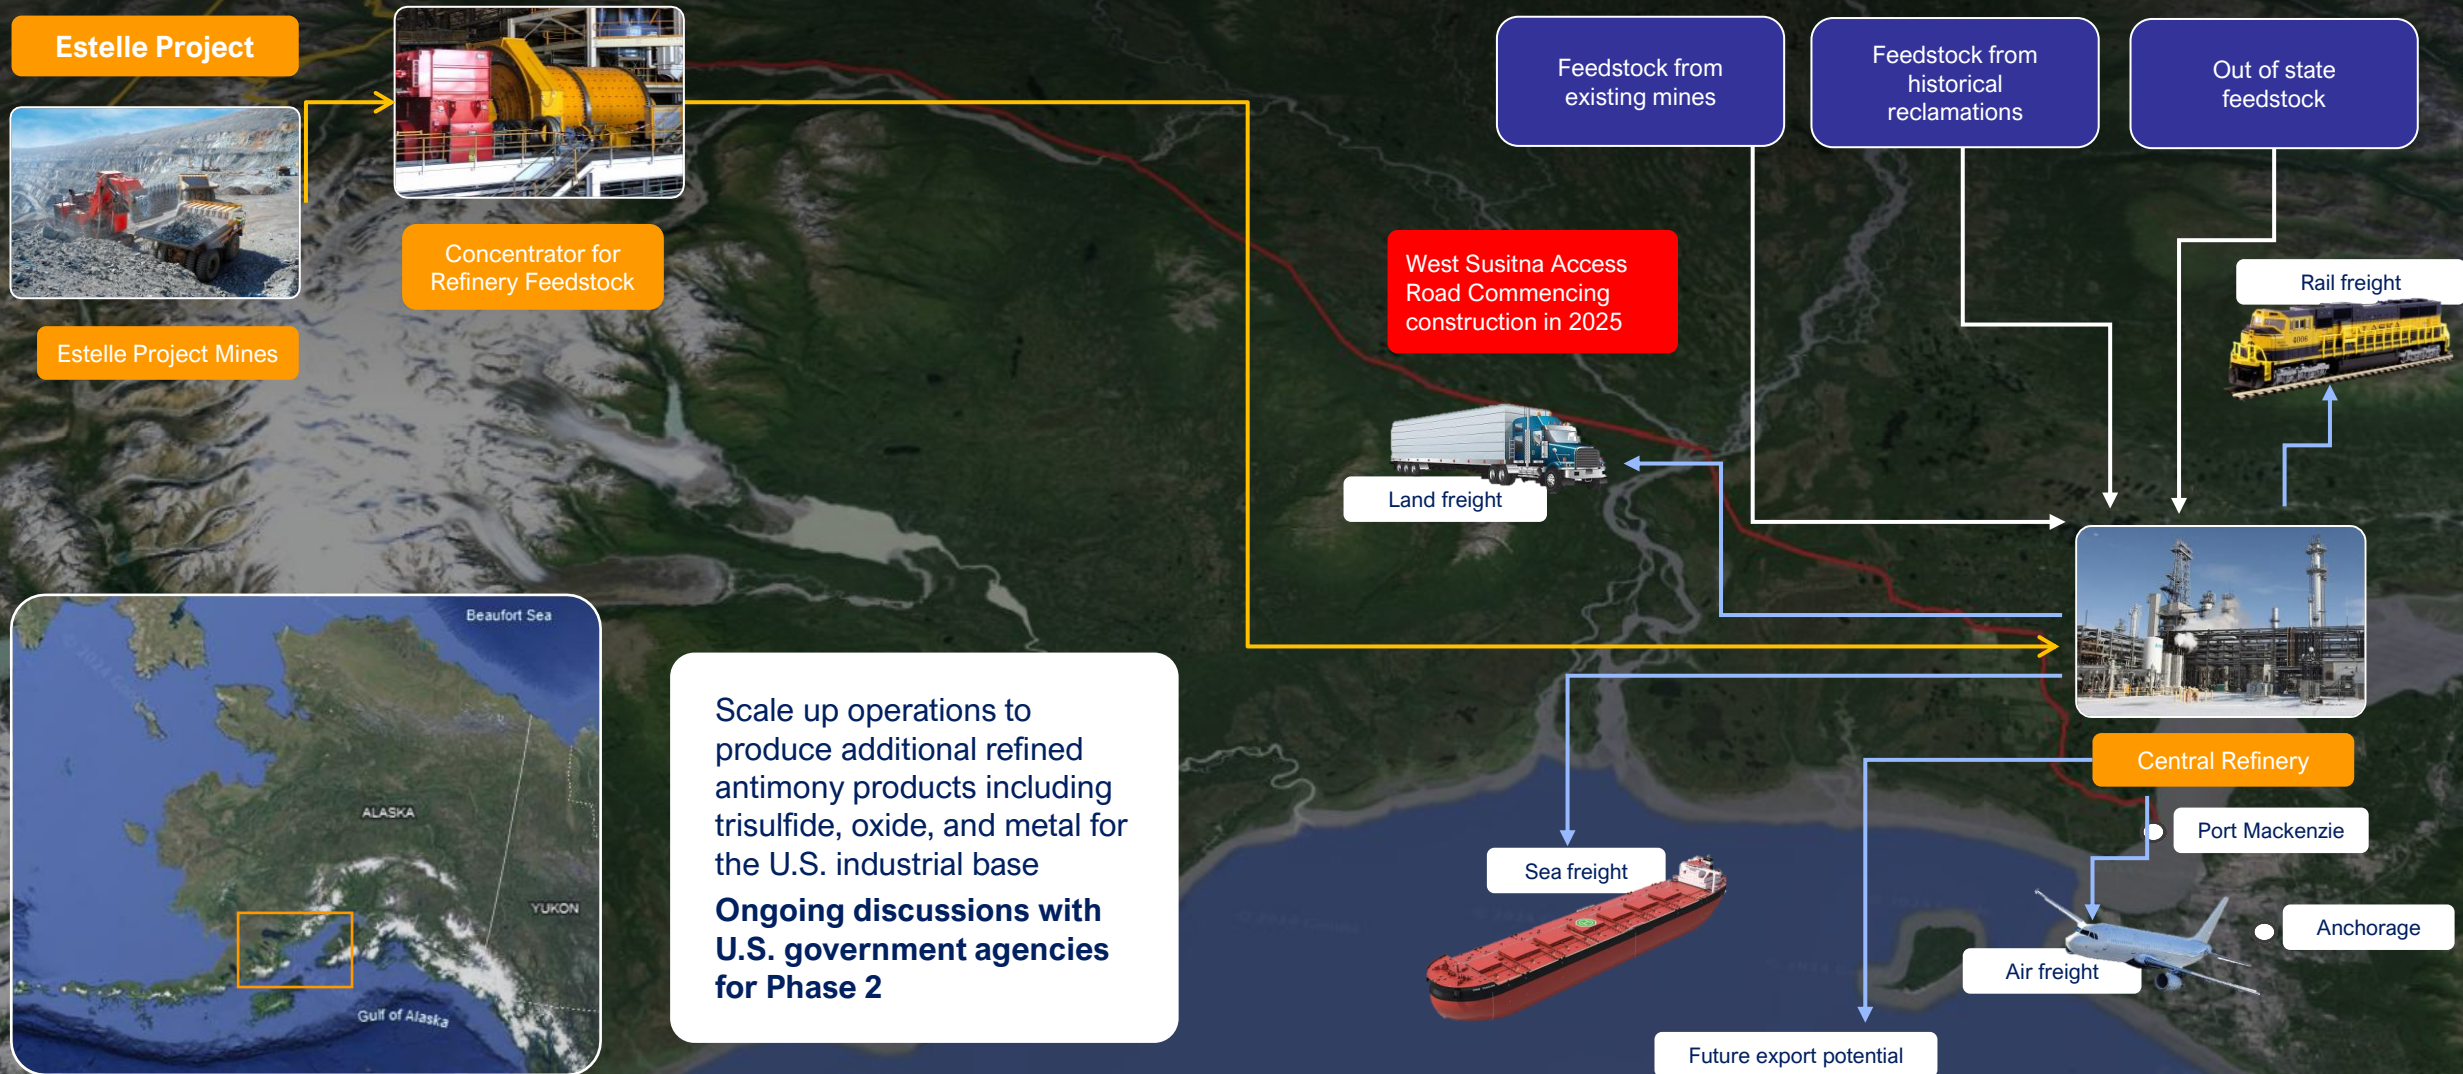 Estelle Project
Estelle Project Mines
Concentrator for
Refinery Feedstock
Feedstock from
existing mines
Feedstock from
historical
reclamations
Out of state
feedstock
West Susitna Access
Road Commencing
construction in 2025
Rail freight
4006
Land freight
Central Refinery
Port Mackenzie
Anchorage
Sea freight
Air freight
Future export potential
Beaufort Sea
ALASKA
YUKON
Gulf of Alaska
Scale up operations to
produce additional refined
antimony products including
trisulfide, oxide, and metal for
the U.S. industrial base
Ongoing discussions with
U.S. government agencies
for Phase 2